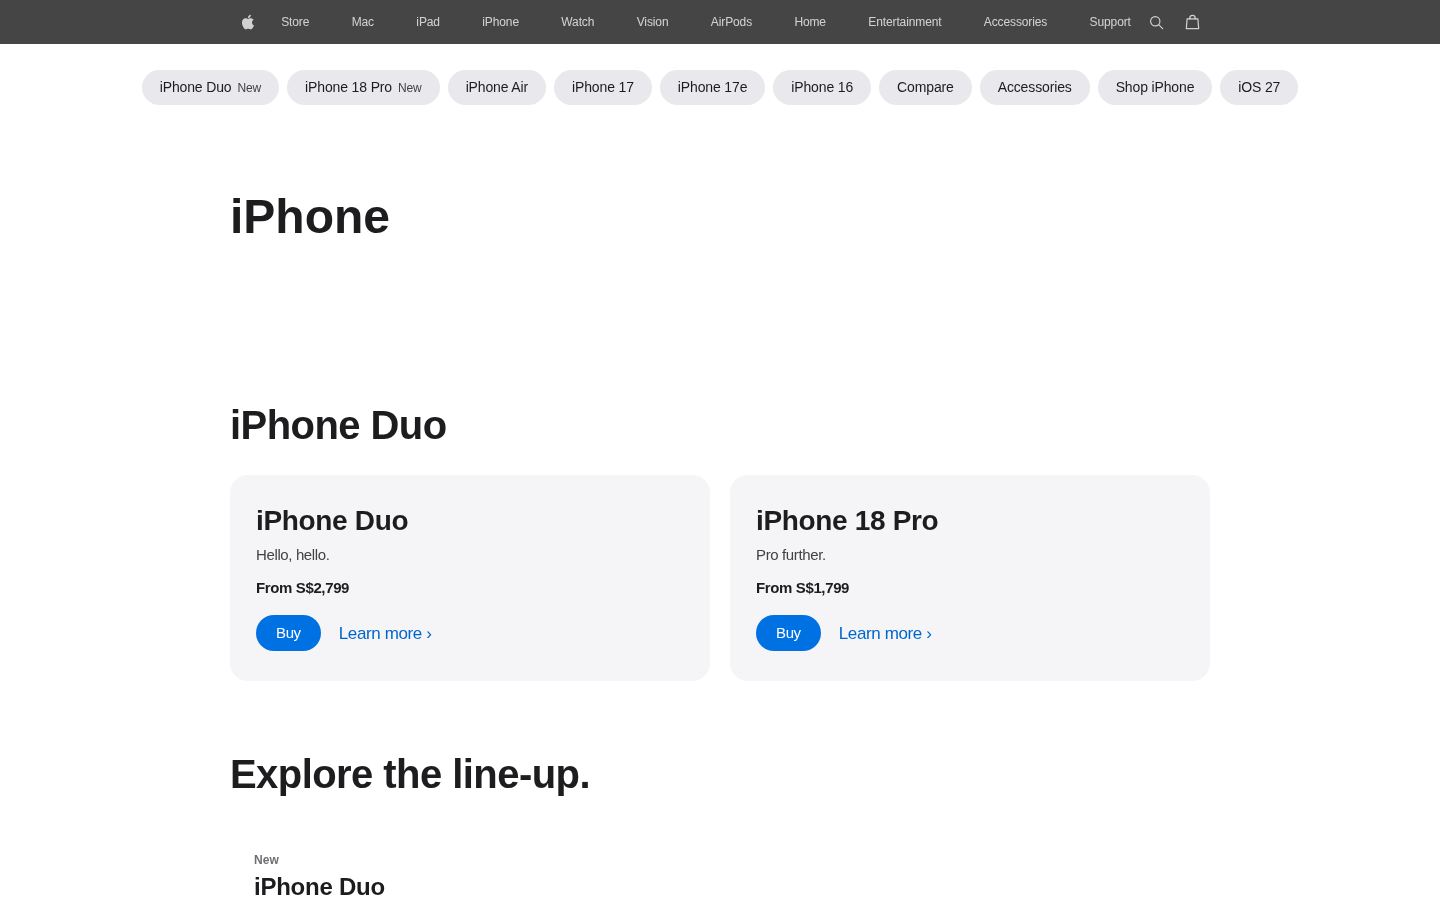 Store Mac iPad iPhone Watch Vision AirPods Home Entertainment Accessories Support
iPhone Duo New iPhone 18 Pro New iPhone Air iPhone 17 iPhone 17e iPhone 16 Compare Accessories Shop iPhone iOS 27
iPhone
iPhone Duo
iPhone Duo
Hello, hello.
From S$2,799
Buy Learn more ›
iPhone 18 Pro
Pro further.
From S$1,799
Buy Learn more ›
Explore the line-up.
New
iPhone Duo